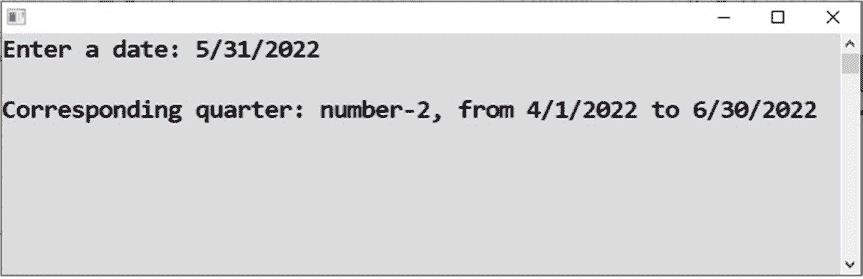 Enter a date: 5/31/2022
Corresponding quarter: number-2, from 4/1/2022 to 6/30/2022